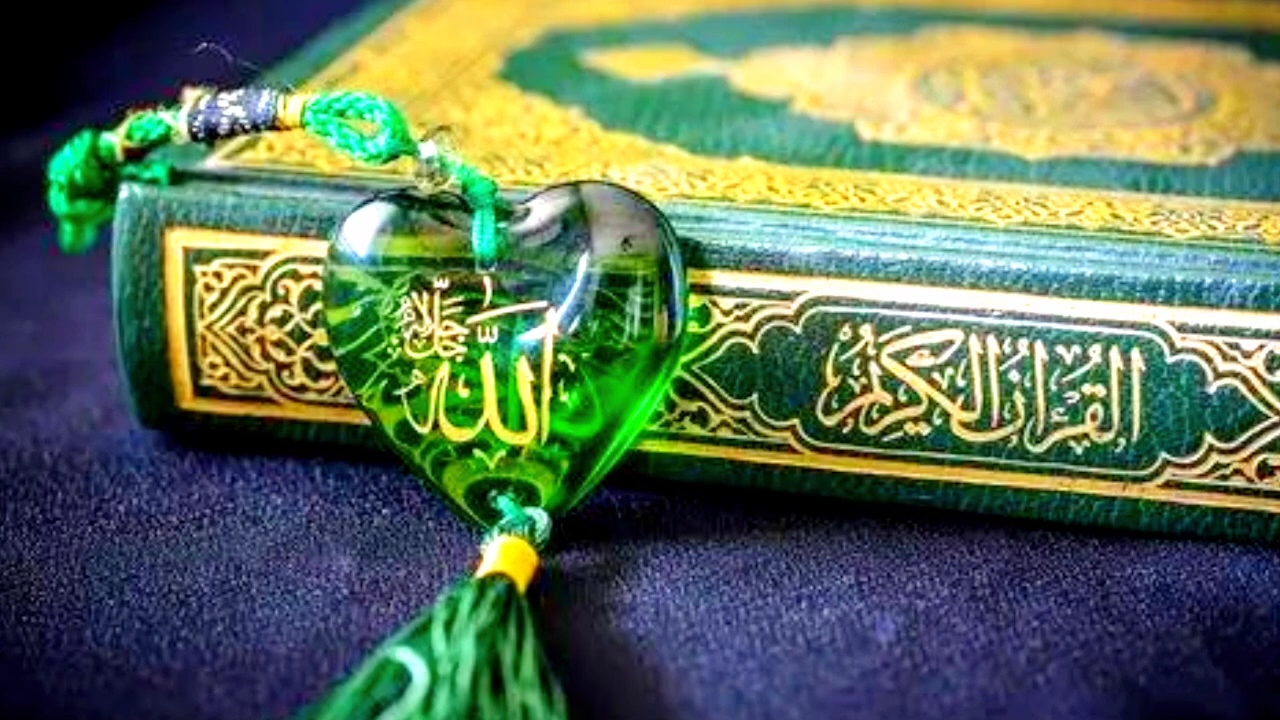 الله
جل جلاله
القرآن الكريم